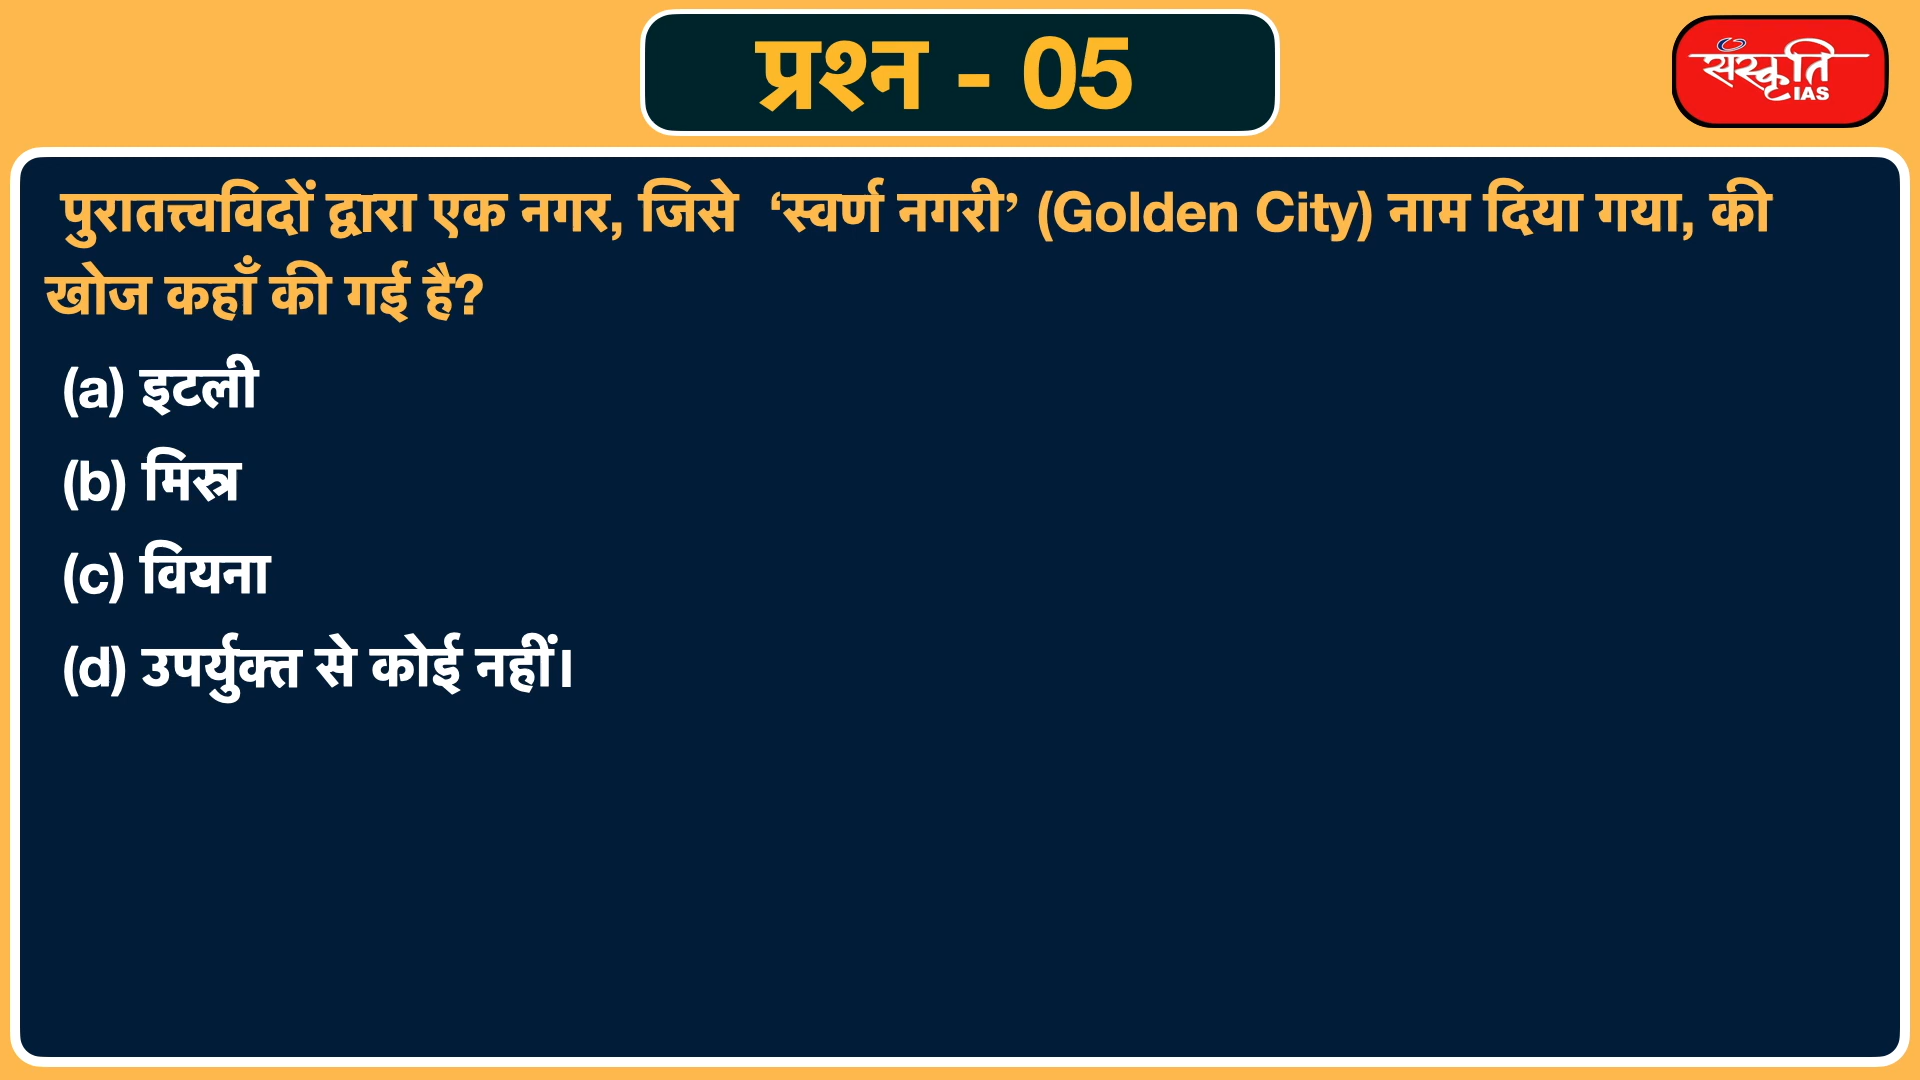 प्रश्न - 05
संस्कृति
IAS
पुरातत्त्वविदों द्वारा एक नगर, जिसे ‘स्वर्ण नगरी’ (Golden City) नाम दिया गया, की
खोज कहाँ की गई है?
(a) इटली
(b) मिस्र
(c) वियना
(d) उपर्युक्त से कोई नहीं।